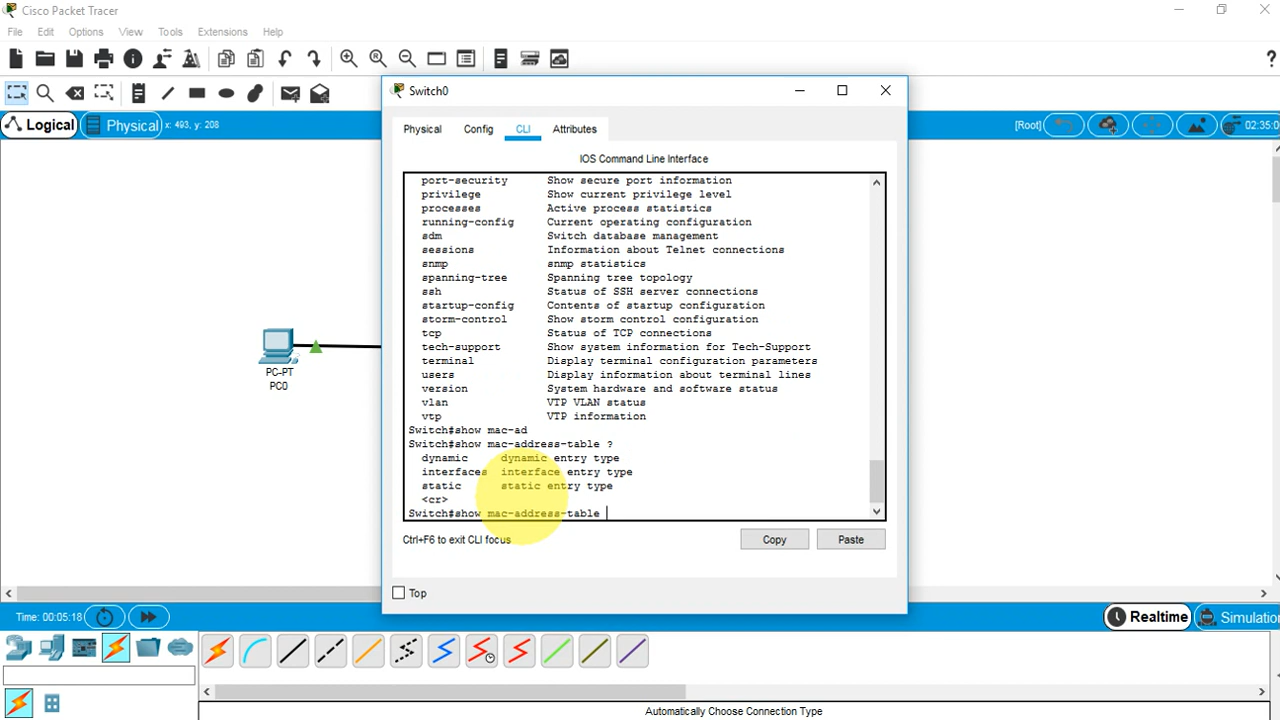 Cisco Packet Tracer
File Edit Options View Tools Extensions Help
?
Logical Physical x: 493, y: 208 [Root] 02:35:0
Switch0
Physical Config CLI Attributes
IOS Command Line Interface
port-security Show secure port information
privilege Show current privilege level
processes Active process statistics
running-config Current operating configuration
sdm Switch database management
sessions Information about Telnet connections
snmp snmp statistics
spanning-tree Spanning tree topology
ssh Status of SSH server connections
startup-config Contents of startup configuration
storm-control Show storm control configuration
tcp Status of TCP connections
tech-support Show system information for Tech-Support
terminal Display terminal configuration parameters
users Display information about terminal lines
version System hardware and software status
vlan VTP VLAN status
vtp VTP information
Switch#show mac-ad
Switch#show mac-address-table ?
dynamic dynamic entry type
interfaces interface entry type
static static entry type
<cr>
Switch#show mac-address-table
Ctrl+F6 to exit CLI focus
Copy Paste
Top
PC-PT
PC0
Time: 00:05:18 Realtime Simulation
Automatically Choose Connection Type